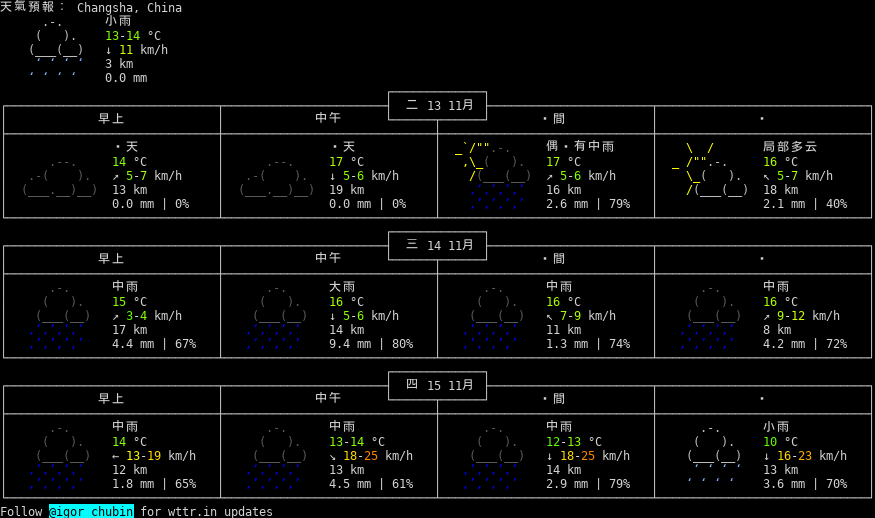 天氣預報： Changsha, China
小雨
13-14 °C
↓ 11 km/h
3 km
0.0 mm
二 13 11月
早上 中午 ・間 ・
・天 ・天 偶・有中雨 局部多云
14 °C 17 °C 17 °C 16 °C
↗ 5-7 km/h ↓ 5-6 km/h ↗ 5-6 km/h ↖ 5-7 km/h
13 km 19 km 16 km 18 km
0.0 mm | 0% 0.0 mm | 0% 2.6 mm | 79% 2.1 mm | 40%
三 14 11月
早上 中午 ・間 ・
中雨 大雨 中雨 中雨
15 °C 16 °C 16 °C 16 °C
↗ 3-4 km/h ↓ 5-6 km/h ↖ 7-9 km/h ↗ 9-12 km/h
17 km 14 km 11 km 8 km
4.4 mm | 67% 9.4 mm | 80% 1.3 mm | 74% 4.2 mm | 72%
四 15 11月
早上 中午 ・間 ・
中雨 中雨 中雨 小雨
14 °C 13-14 °C 12-13 °C 10 °C
← 13-19 km/h ↘ 18-25 km/h ↓ 18-25 km/h ↓ 16-23 km/h
12 km 13 km 14 km 13 km
1.8 mm | 65% 4.5 mm | 61% 2.9 mm | 79% 3.6 mm | 70%
Follow @igor_chubin for wttr.in updates